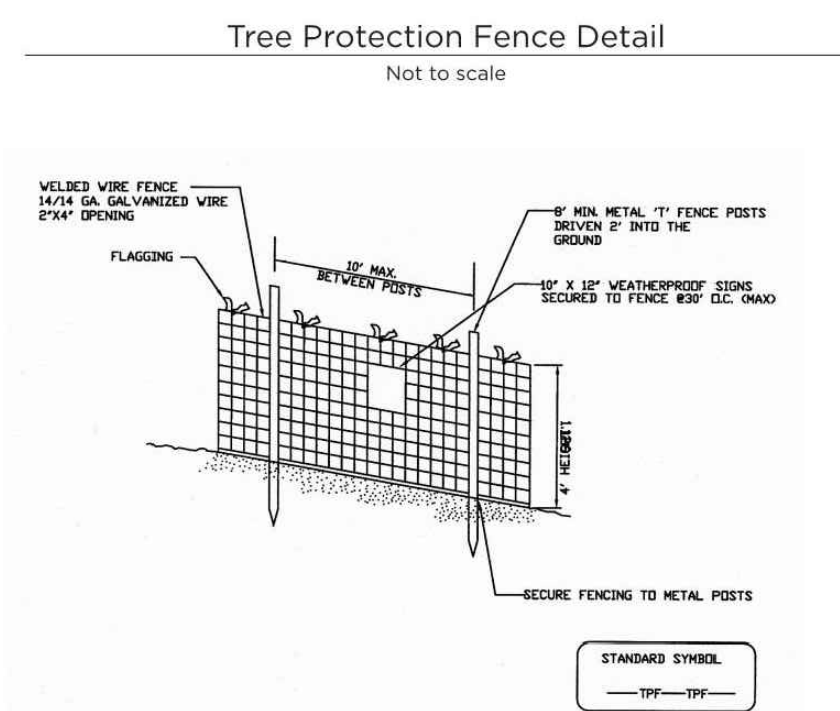 Tree Protection Fence Detail
Not to scale
WELDED WIRE FENCE
14/14 GA. GALVANIZED WIRE
2"X4" OPENING
FLAGGING
10' MAX.
BETWEEN POSTS
8' MIN. METAL 'T' FENCE POSTS
DRIVEN 2' INTO THE
GROUND
10" X 12" WEATHERPROOF SIGNS
SECURED TO FENCE @30' O.C. (MAX)
4' HEIGHT
SECURE FENCING TO METAL POSTS
STANDARD SYMBOL
TPF TPF